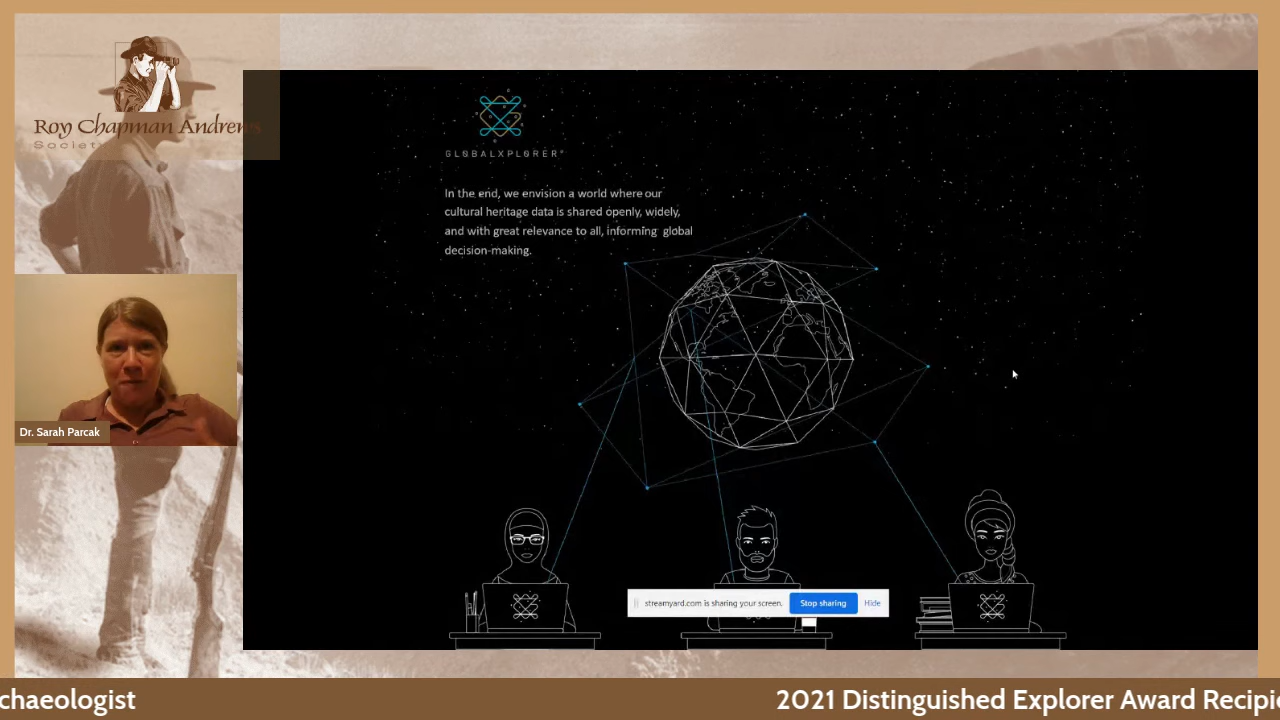 Roy Chapman Andrews
Society
GLOBALXPLORER°
In the end, we envision a world where our
cultural heritage data is shared openly, widely,
and with great relevance to all, informing global
decision-making.
Dr. Sarah Parcak
streamyard.com is sharing your screen.
Stop sharing
Hide
chaeologist
2021 Distinguished Explorer Award Recipie